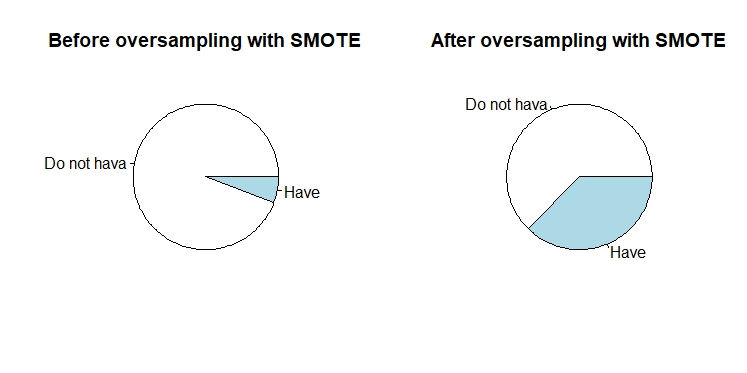 Before oversampling with SMOTE
Do not hava
Have
After oversampling with SMOTE
Do not hava
Have